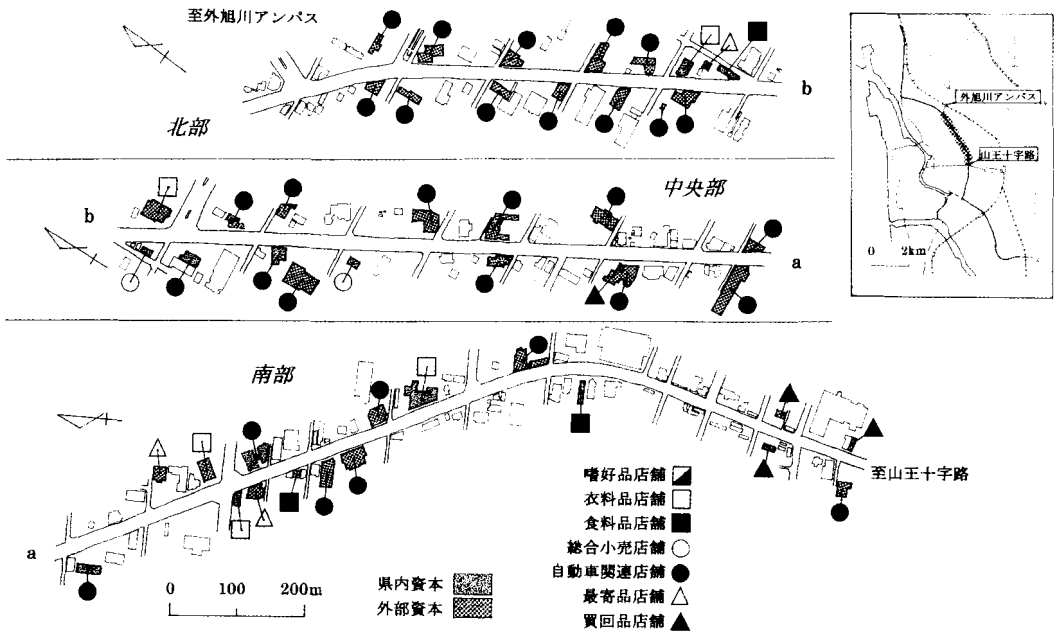 至外旭川アンパス
b
北部
外旭川アンパス
山王十字路
0 2km
b
中央部
a
南部
a
至山王十字路
0 100 200m
県内資本
外部資本
嗜好品店舗
衣料品店舗
食料品店舗
総合小売店舗
自動車関連店舗
最寄品店舗
買回品店舗